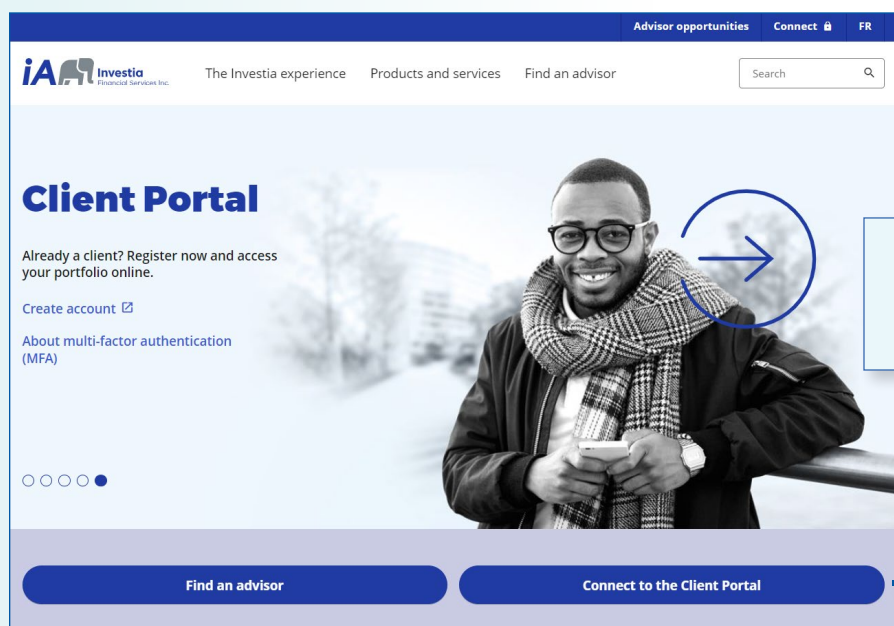 Advisor opportunities Connect FR
iA Investia
Financial Services Inc.
The Investia experience Products and services Find an advisor
Search
Client Portal
Already a client? Register now and access
your portfolio online.
Create account
About multi-factor authentication
(MFA)
Find an advisor
Connect to the Client Portal